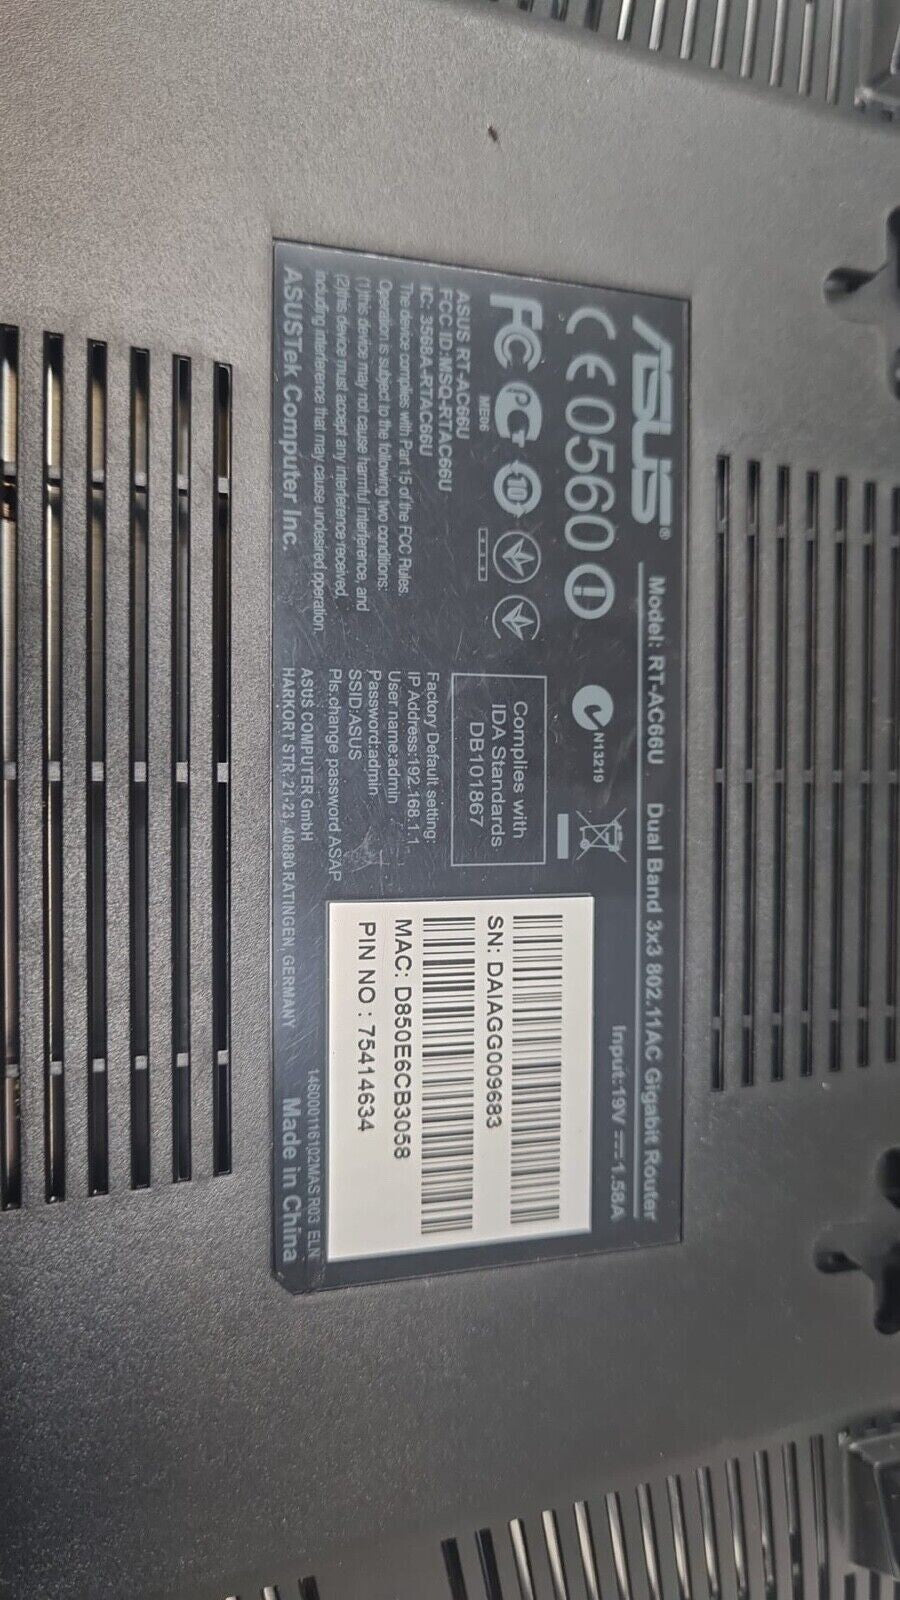 ASUS® Model: RT-AC66U Dual Band 3x3 802.11AC Gigabit Router
CE0560
N13219
Input:19V 1.58A
FC
10
ME06
Complies with
IDA Standards
DB101867
ASUS RT-AC66U
FCC ID:MSQ-RTAC66U
IC: 3568A-RTAC66U
The device complies with Part 15 of the FCC Rules.
Operation is subject to the following two conditions:
(1)this device may not cause harmful interference, and
(2)this device must accept any interference received,
including interference that may cause undesired operation.
ASUSTek Computer Inc.
Factory Default setting:
IP Address:192.168.1.1
User name:admin
Password:admin
SSID:ASUS
Pls.change password ASAP
ASUS COMPUTER GmbH
HARKORT STR. 21-23, 40880 RATINGEN, GERMANY
SN: DAIAGG009683
MAC: D850E6CB3058
PIN NO : 75414634
Made in China